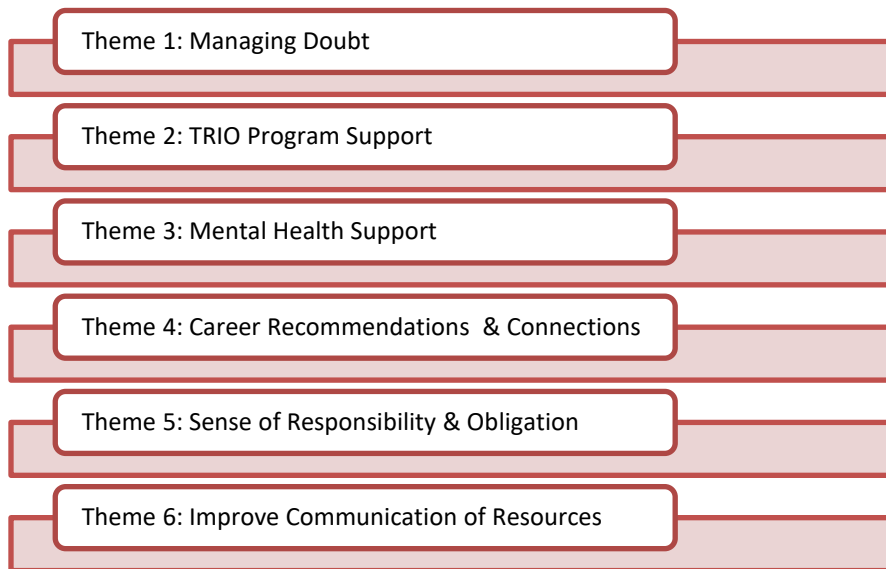 Theme 1: Managing Doubt
Theme 2: TRIO Program Support
Theme 3: Mental Health Support
Theme 4: Career Recommendations  & Connections
Theme 5: Sense of Responsibility & Obligation
Theme 6: Improve Communication of Resources